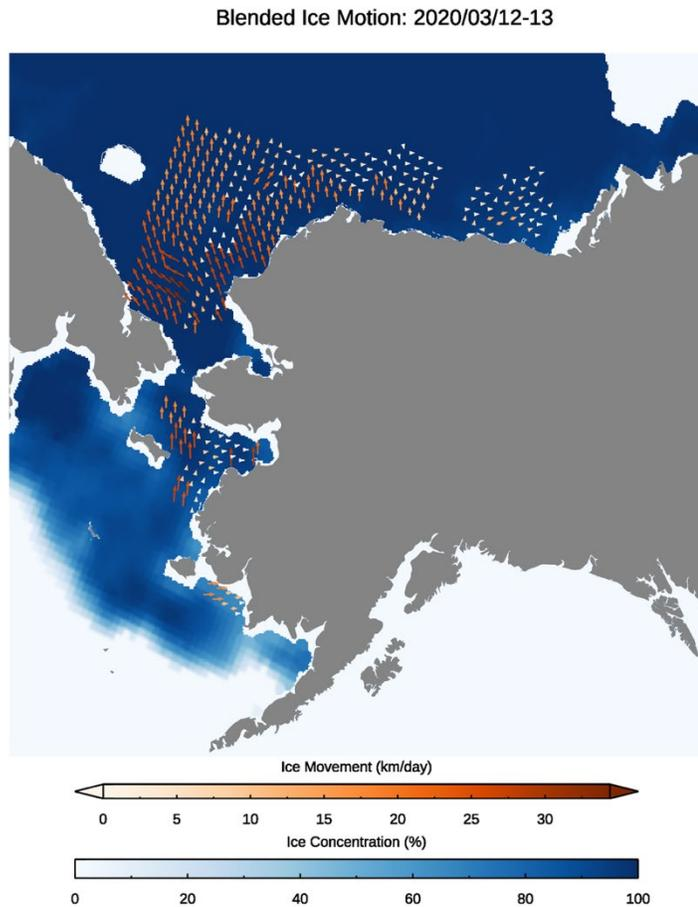 Blended Ice Motion: 2020/03/12-13
Ice Movement (km/day)
0 5 10 15 20 25 30
Ice Concentration (%)
0 20 40 60 80 100